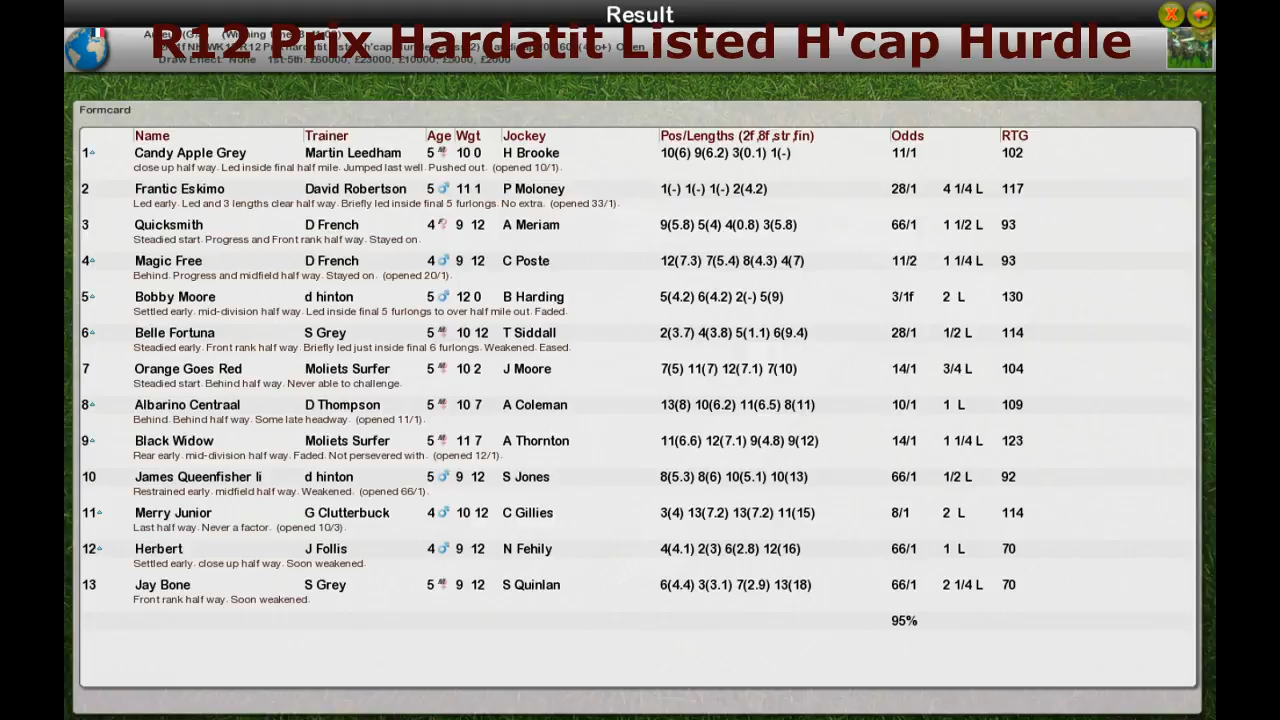 Result
R12 Prix Hardatit Listed H'cap Hurdle
Draw Effect: None 1st-5th: £60000, £23000, £10000, £5000, £2000
Formcard
Name Trainer Age Wgt Jockey Pos/Lengths (2f,8f,str,fin) Odds RTG
1 Candy Apple Grey Martin Leedham 5 10 0 H Brooke 10(6) 9(6.2) 3(0.1) 1(-) 11/1 102
close up half way. Led inside final half mile. Jumped last well. Pushed out. (opened 10/1).
2 Frantic Eskimo David Robertson 5 11 1 P Moloney 1(-) 1(-) 1(-) 2(4.2) 28/1 4 1/4 L 117
Led early. Led and 3 lengths clear half way. Briefly led inside final 5 furlongs. No extra. (opened 33/1).
3 Quicksmith D French 4 9 12 A Meriam 9(5.8) 5(4) 4(0.8) 3(5.8) 66/1 1 1/2 L 93
Steadied start. Progress and Front rank half way. Stayed on.
4 Magic Free D French 4 9 12 C Poste 12(7.3) 7(5.4) 8(4.3) 4(7) 11/2 1 1/4 L 93
Behind. Progress and midfield half way. Stayed on. (opened 20/1).
5 Bobby Moore d hinton 5 12 0 B Harding 5(4.2) 6(4.2) 2(-) 5(9) 3/1f 2 L 130
Settled early. mid-division half way. Led inside final 5 furlongs to over half mile out. Faded.
6 Belle Fortuna S Grey 5 10 12 T Siddall 2(3.7) 4(3.8) 5(1.1) 6(9.4) 28/1 1/2 L 114
Steadied early. Front rank half way. Briefly led just inside final 6 furlongs. Weakened. Eased.
7 Orange Goes Red Moliets Surfer 5 10 2 J Moore 7(5) 11(7) 12(7.1) 7(10) 14/1 3/4 L 104
Steadied start. Behind half way. Never able to challenge.
8 Albarino Centraal D Thompson 5 10 7 A Coleman 13(8) 10(6.2) 11(6.5) 8(11) 10/1 1 L 109
Behind. Behind half way. Some late headway. (opened 11/1).
9 Black Widow Moliets Surfer 5 11 7 A Thornton 11(6.6) 12(7.1) 9(4.8) 9(12) 14/1 1 1/4 L 123
Rear early. mid-division half way. Faded. Not persevered with. (opened 12/1).
10 James Queenfisher Ii d hinton 5 9 12 S Jones 8(5.3) 8(6) 10(5.1) 10(13) 66/1 1/2 L 92
Restrained early. midfield half way. Weakened. (opened 66/1).
11 Merry Junior G Clutterbuck 4 10 12 C Gillies 3(4) 13(7.2) 13(7.2) 11(15) 8/1 2 L 114
Last half way. Never a factor. (opened 10/3).
12 Herbert J Follis 4 9 12 N Fehily 4(4.1) 2(3) 6(2.8) 12(16) 66/1 1 L 70
Settled early. close up half way. Soon weakened.
13 Jay Bone S Grey 5 9 12 S Quinlan 6(4.4) 3(3.1) 7(2.9) 13(18) 66/1 2 1/4 L 70
Front rank half way. Soon weakened.
95%